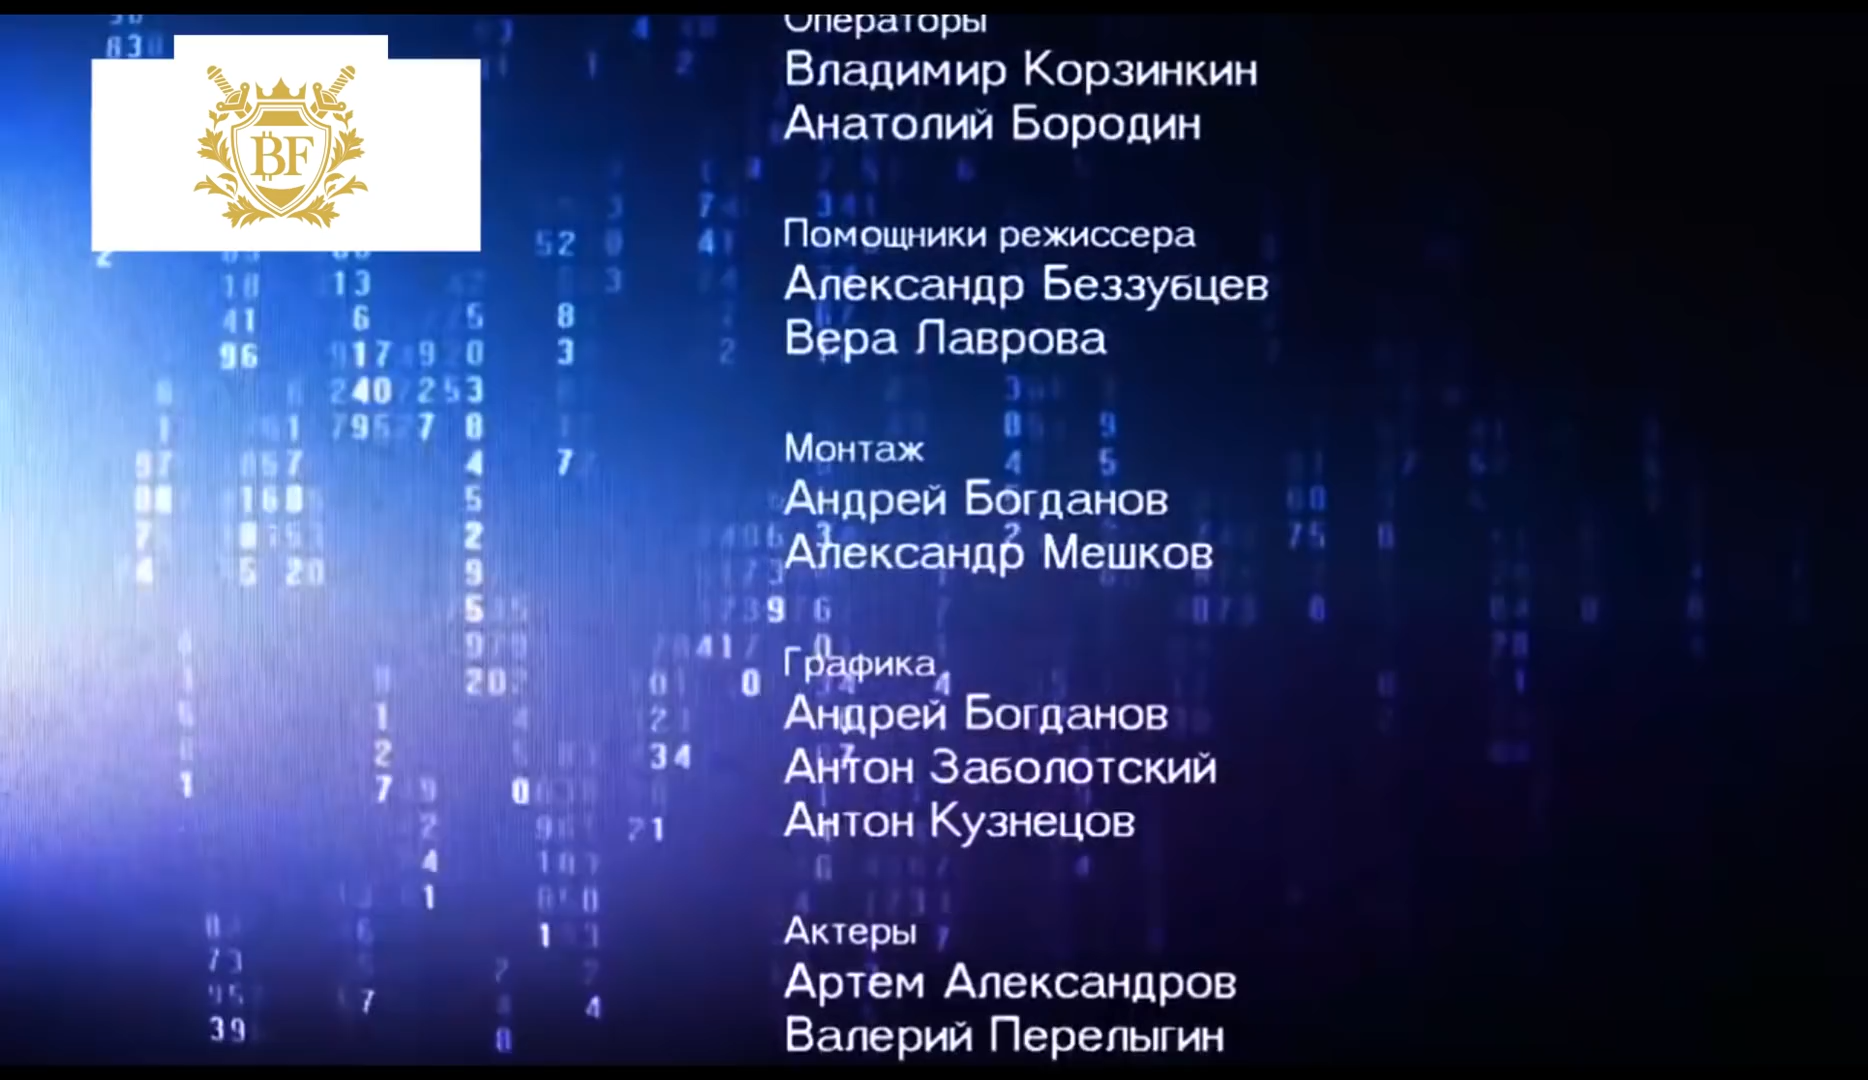 BF
Операторы
Владимир Корзинкин
Анатолий Бородин
Помощники режиссера
Александр Беззубцев
Вера Лаврова
Монтаж
Андрей Богданов
Александр Мешков
Графика
Андрей Богданов
Антон Заболотский
Антон Кузнецов
Актеры
Артем Александров
Валерий Перелыгин